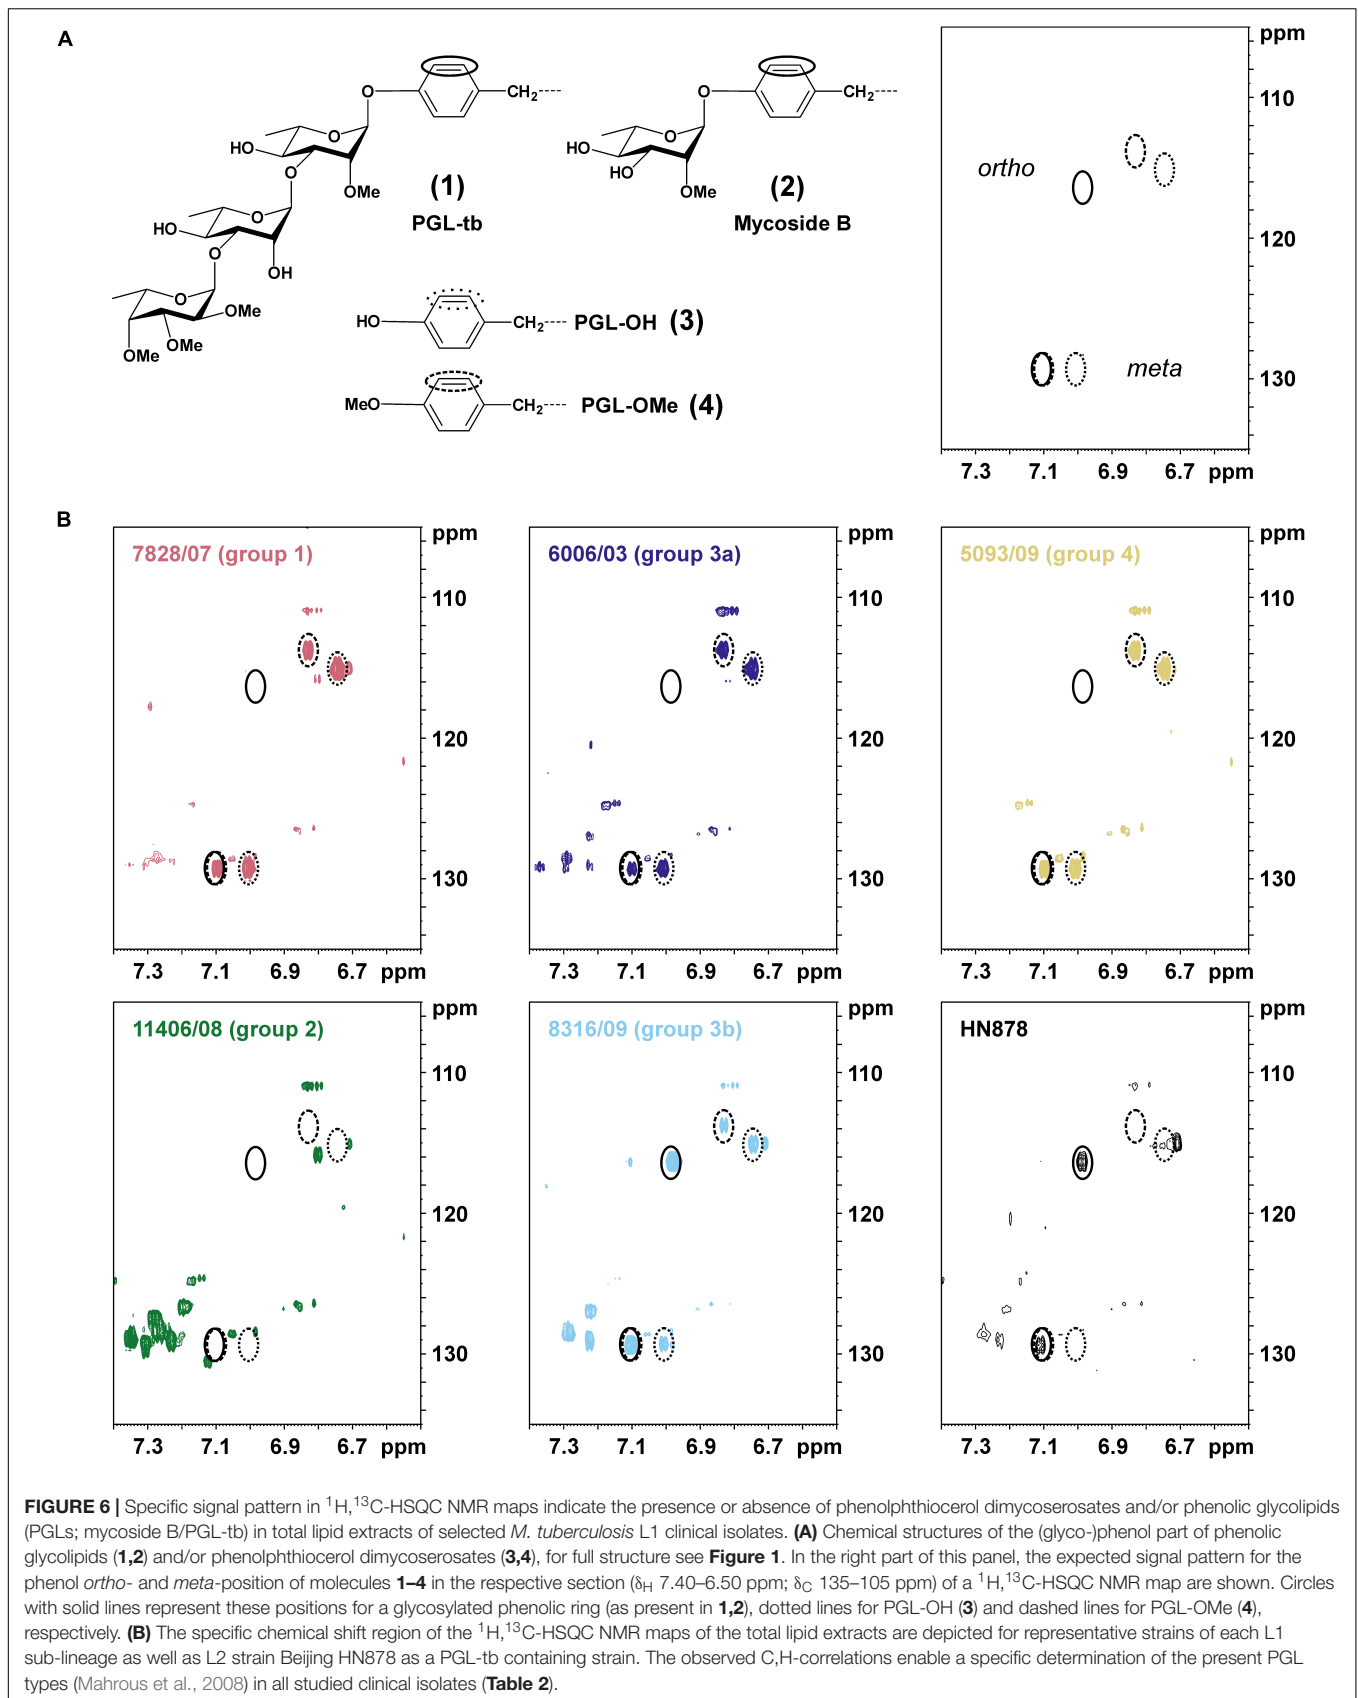 A
O
CH2
O
HO
O
OMe
(1)
PGL-tb
O
HO
O
OH
O
OMe
OMe
OMe
O
CH2
O
HO
HO
OMe
(2)
Mycoside B
HO
CH2
PGL-OH (3)
MeO
CH2
PGL-OMe (4)
ppm
110
ortho
120
130
meta
7.3 7.1 6.9 6.7 ppm
B
7828/07 (group 1)
ppm
110
120
130
7.3 7.1 6.9 6.7 ppm
6006/03 (group 3a)
ppm
110
120
130
7.3 7.1 6.9 6.7 ppm
5093/09 (group 4)
ppm
110
120
130
7.3 7.1 6.9 6.7 ppm
11406/08 (group 2)
ppm
110
120
130
7.3 7.1 6.9 6.7 ppm
8316/09 (group 3b)
ppm
110
120
130
7.3 7.1 6.9 6.7 ppm
HN878
ppm
110
120
130
7.3 7.1 6.9 6.7 ppm
FIGURE 6 | Specific signal pattern in ¹H,¹³C-HSQC NMR maps indicate the presence or absence of phenolphthiocerol dimycoserosates and/or phenolic glycolipids
(PGLs; mycoside B/PGL-tb) in total lipid extracts of selected M. tuberculosis L1 clinical isolates. (A) Chemical structures of the (glyco-)phenol part of phenolic
glycolipids (1,2) and/or phenolphthiocerol dimycoserosates (3,4), for full structure see Figure 1. In the right part of this panel, the expected signal pattern for the
phenol ortho- and meta-position of molecules 1–4 in the respective section (δH 7.40–6.50 ppm; δC 135–105 ppm) of a ¹H,¹³C-HSQC NMR map are shown. Circles
with solid lines represent these positions for a glycosylated phenolic ring (as present in 1,2), dotted lines for PGL-OH (3) and dashed lines for PGL-OMe (4),
respectively. (B) The specific chemical shift region of the ¹H,¹³C-HSQC NMR maps of the total lipid extracts are depicted for representative strains of each L1
sub-lineage as well as L2 strain Beijing HN878 as a PGL-tb containing strain. The observed C,H-correlations enable a specific determination of the present PGL
types (Mahrous et al., 2008) in all studied clinical isolates (Table 2).